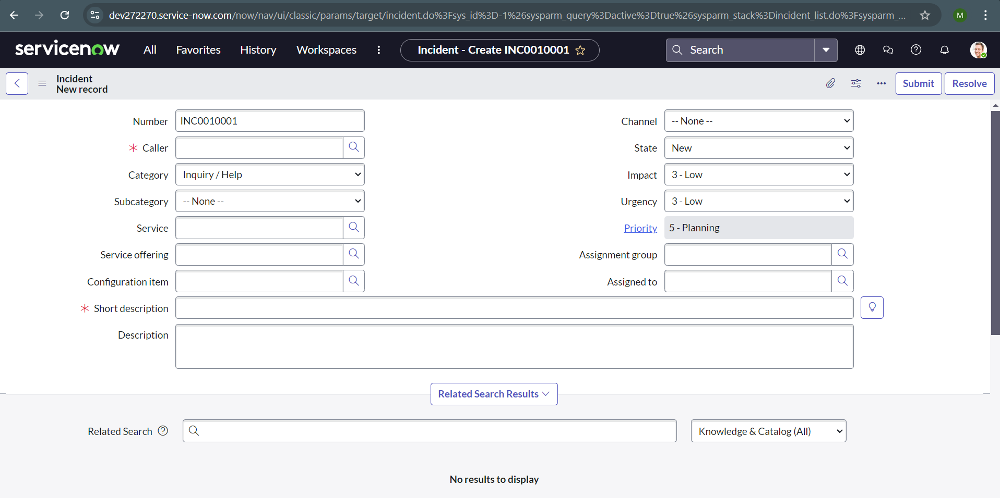 dev272270.service-now.com/now/nav/ui/classic/params/target/incident.do%3Fsys_id%3D-1%26sysparm_query%3Dactive%3Dtrue%26sysparm_stack%3Dincident_list.do%3Fsysparm_...
M
servicenow All Favorites History Workspaces Incident - Create INC0010001 Search
Incident
New record
Submit Resolve
Number INC0010001 Channel -- None --
* Caller State New
Category Inquiry / Help Impact 3 - Low
Subcategory -- None -- Urgency 3 - Low
Service Priority 5 - Planning
Service offering Assignment group
Configuration item Assigned to
* Short description
Description
Related Search Results
Related Search Knowledge & Catalog (All)
No results to display